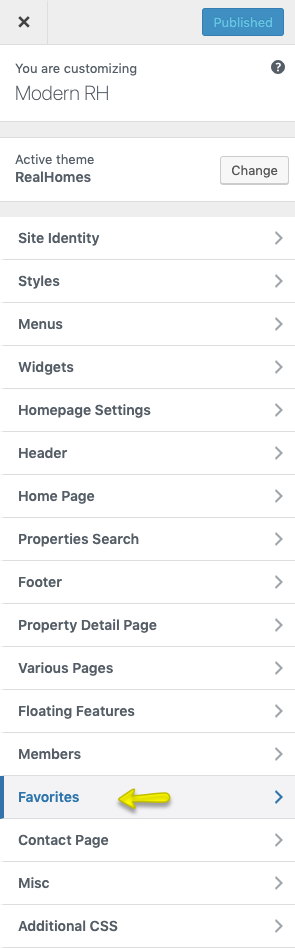 Published
You are customizing
Modern RH
Active theme
RealHomes
Change
Site Identity
Styles
Menus
Widgets
Homepage Settings
Header
Home Page
Properties Search
Footer
Property Detail Page
Various Pages
Floating Features
Members
Favorites
Contact Page
Misc
Additional CSS